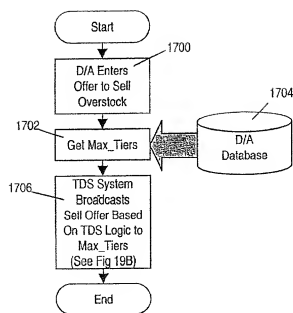 Start
1700
D/A Enters
Offer to Sell
Overstock
1702
Get Max_Tiers
1704
D/A
Database
1706
TDS System
Broadcasts
Sell Offer Based
On TDS Logic to
Max_Tiers
(See Fig 19B)
End